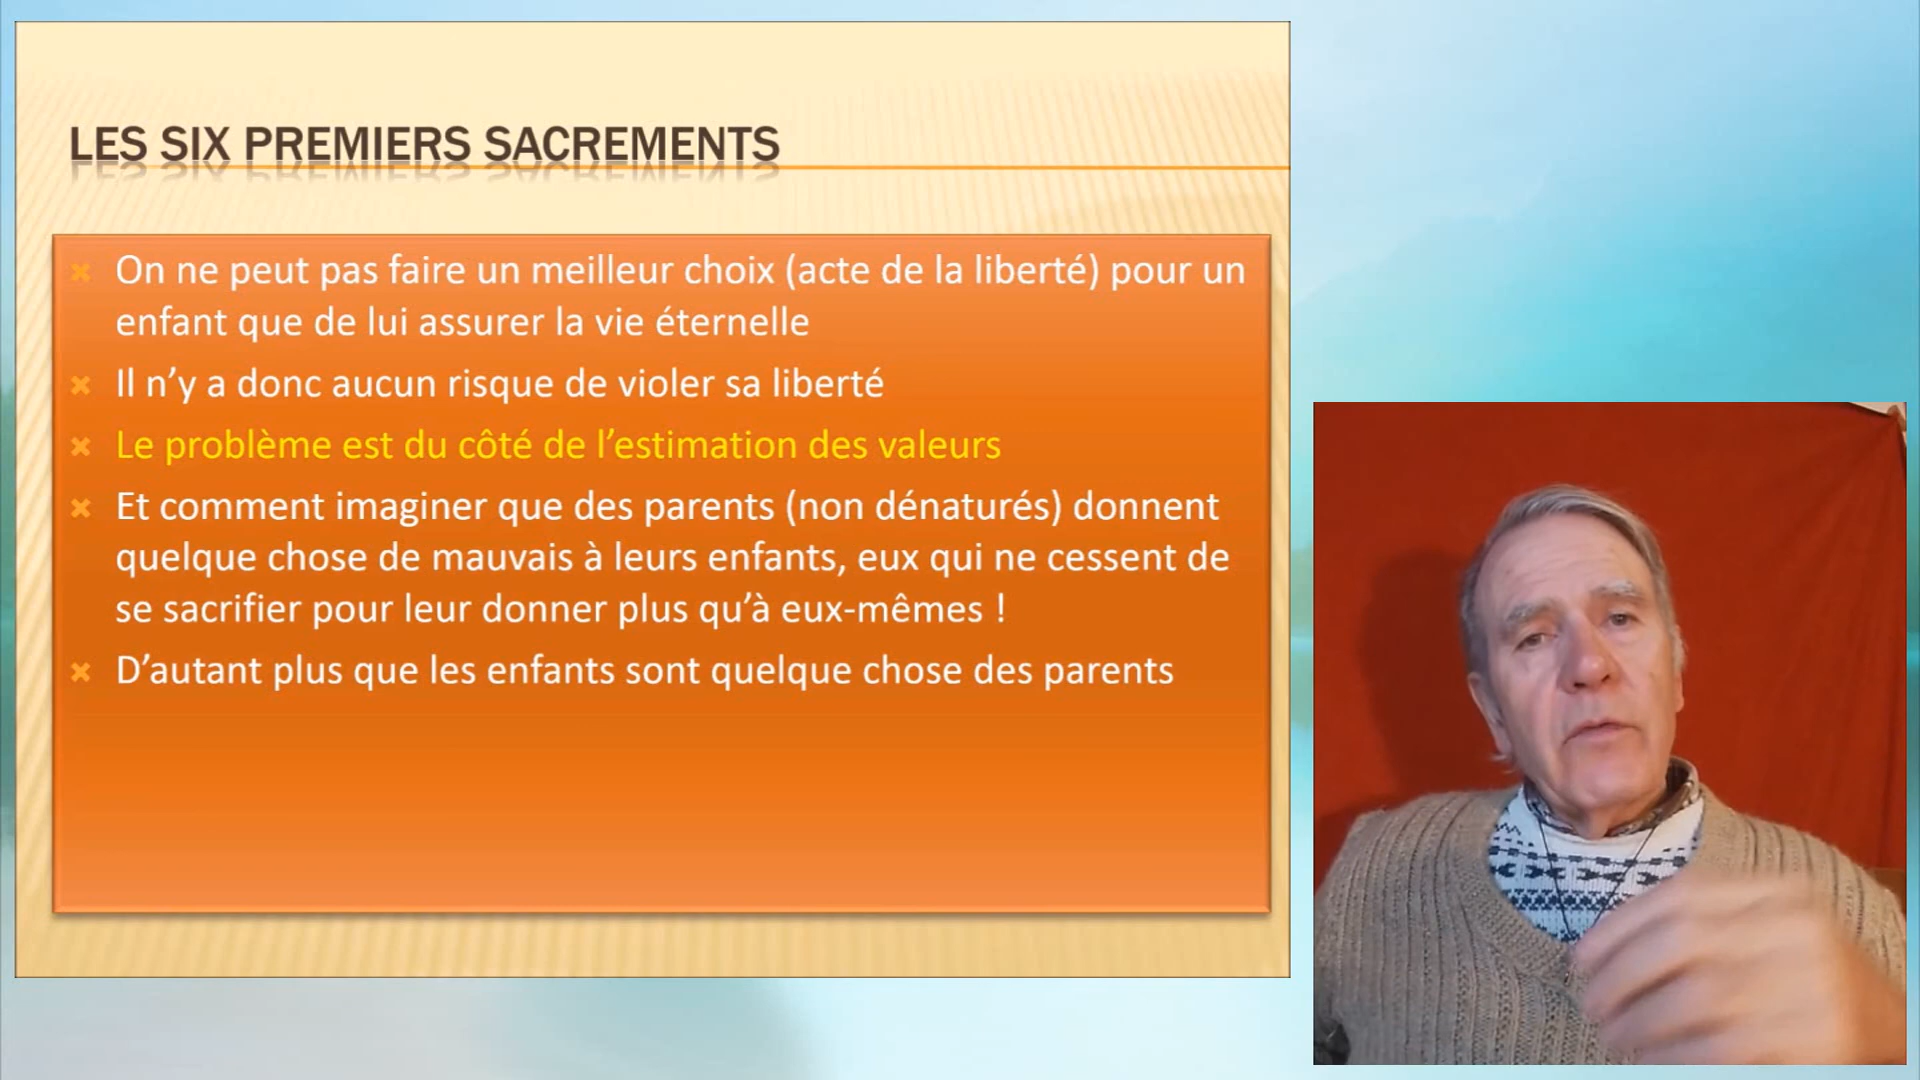 LES SIX PREMIERS SACREMENTS
On ne peut pas faire un meilleur choix (acte de la liberté) pour un
enfant que de lui assurer la vie éternelle
Il n’y a donc aucun risque de violer sa liberté
Le problème est du côté de l’estimation des valeurs
Et comment imaginer que des parents (non dénaturés) donnent
quelque chose de mauvais à leurs enfants, eux qui ne cessent de
se sacrifier pour leur donner plus qu’à eux-mêmes !
D’autant plus que les enfants sont quelque chose des parents